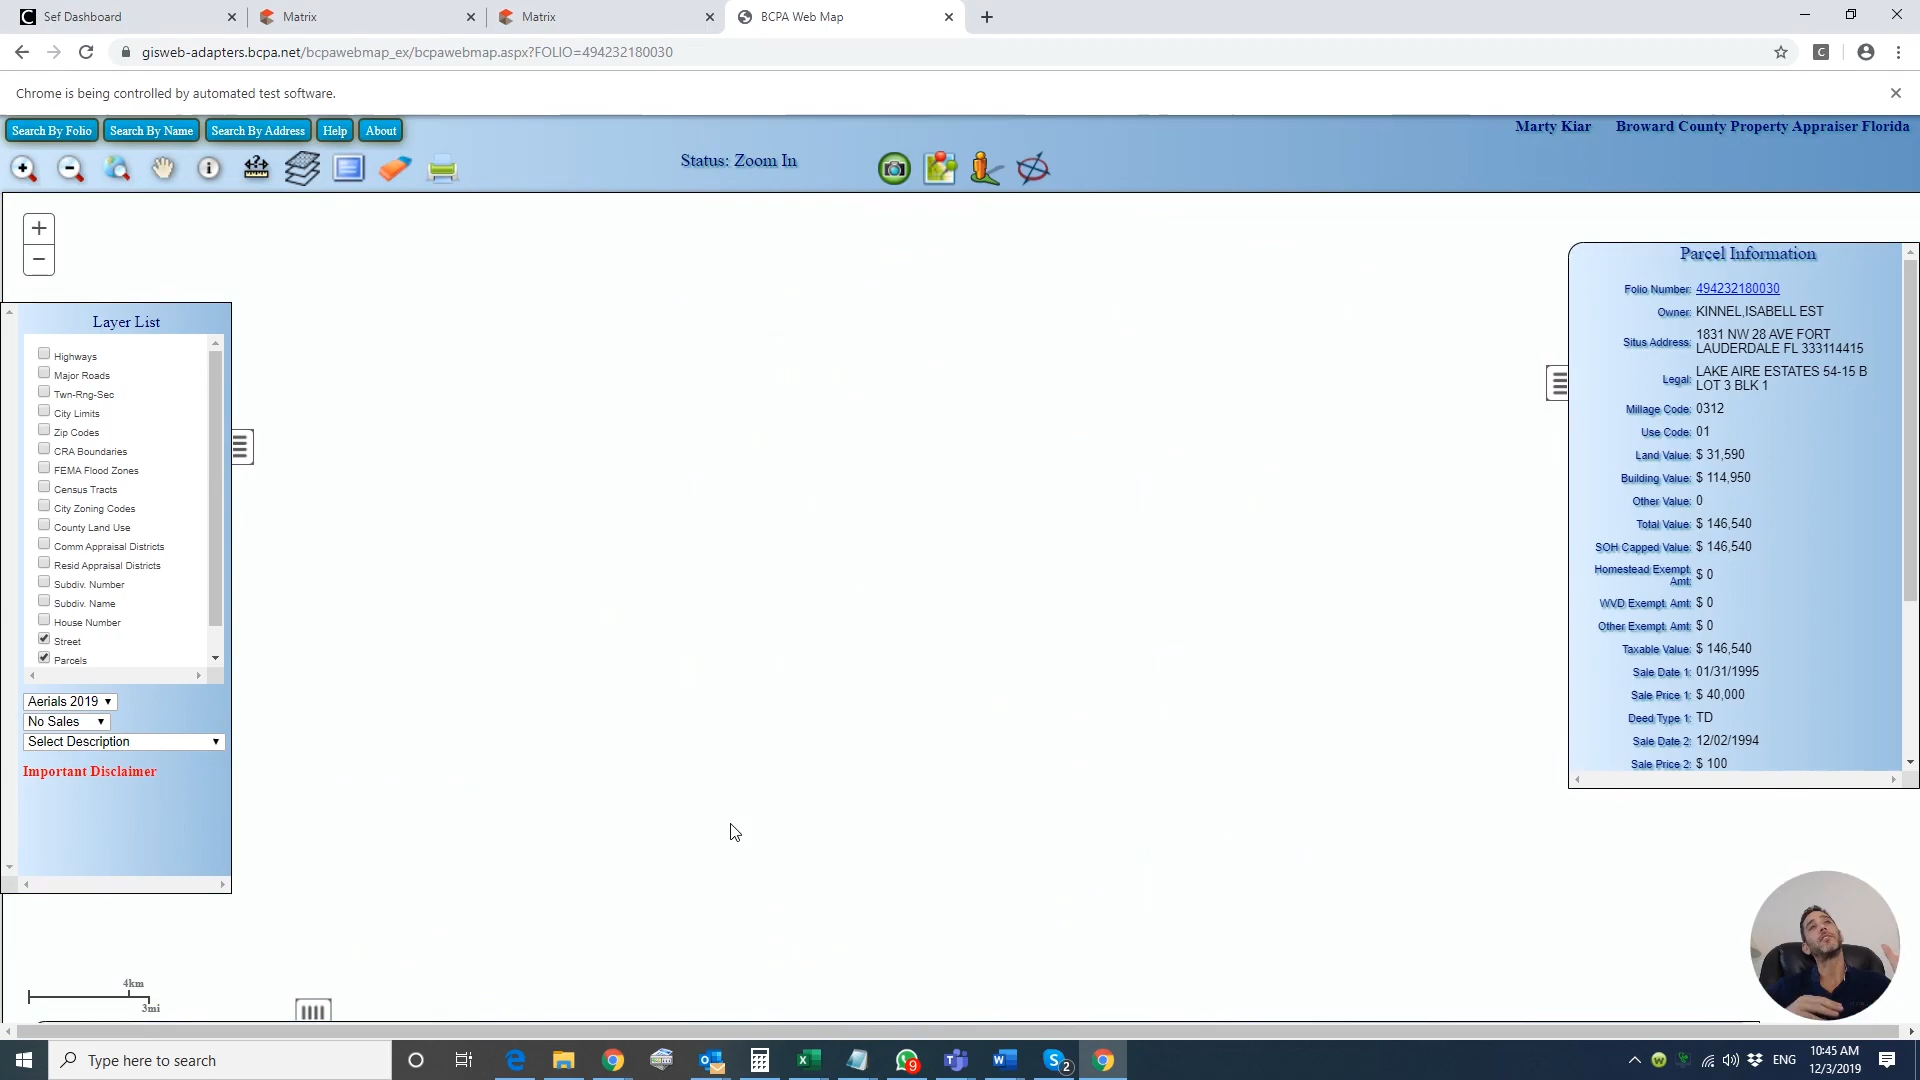 Sef Dashboard
Matrix
Matrix
BCPA Web Map
gisweb-adapters.bcpa.net/bcpawebmap_ex/bcpawebmap.aspx?FOLIO=494232180030
Chrome is being controlled by automated test software.
Search By Folio
Search By Name
Search By Address
Help
About
Marty Kiar
Broward County Property Appraiser Florida
Status: Zoom In
Layer List
Highways
Major Roads
Twn-Rng-Sec
City Limits
Zip Codes
CRA Boundaries
FEMA Flood Zones
Census Tracts
City Zoning Codes
County Land Use
Comm Appraisal Districts
Resid Appraisal Districts
Subdiv. Number
Subdiv. Name
House Number
Street
Parcels
Aerials 2019
No Sales
Select Description
Important Disclaimer
4km
3mi
Parcel Information
Folio Number: 494232180030
Owner: KINNEL,ISABELL EST
Situs Address: 1831 NW 28 AVE FORT
LAUDERDALE FL 333114415
Legal: LAKE AIRE ESTATES 54-15 B
LOT 3 BLK 1
Millage Code: 0312
Use Code: 01
Land Value: $ 31,590
Building Value: $ 114,950
Other Value: 0
Total Value: $ 146,540
SOH Capped Value: $ 146,540
Homestead Exempt.
Amt: $ 0
WVD Exempt. Amt: $ 0
Other Exempt. Amt: $ 0
Taxable Value: $ 146,540
Sale Date 1: 01/31/1995
Sale Price 1: $ 40,000
Deed Type 1: TD
Sale Date 2: 12/02/1994
Sale Price 2: $ 100
Type here to search
9
2
ENG
10:45 AM
12/3/2019